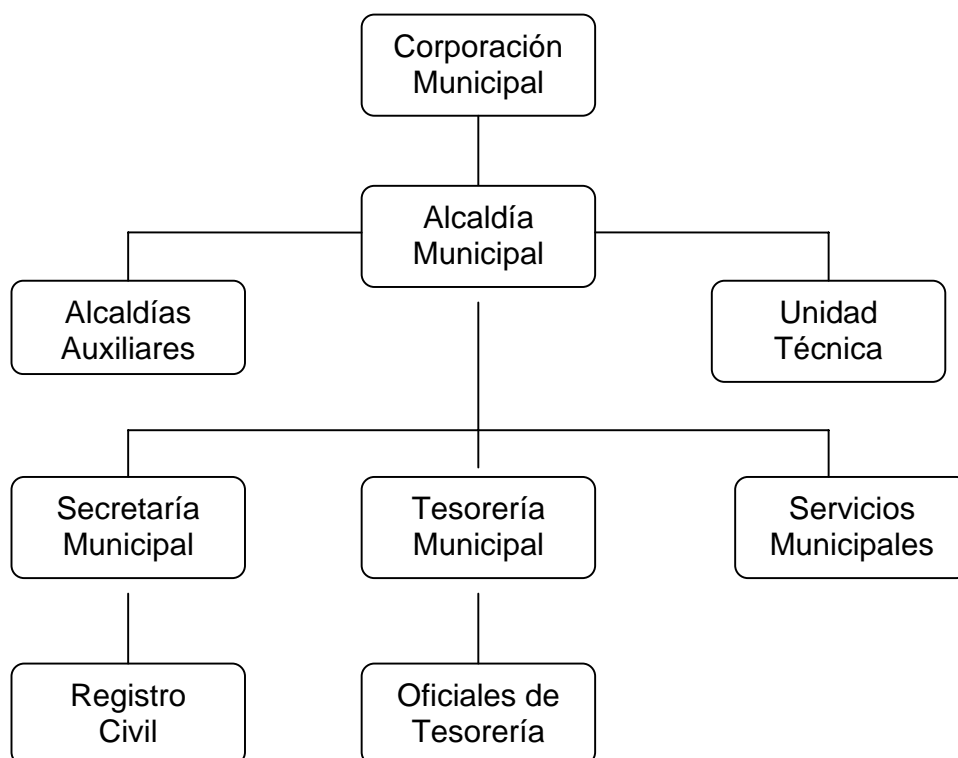 Corporación
Municipal
Alcaldía
Municipal
Alcaldías
Auxiliares
Unidad
Técnica
Secretaría
Municipal
Tesorería
Municipal
Servicios
Municipales
Registro
Civil
Oficiales de
Tesorería